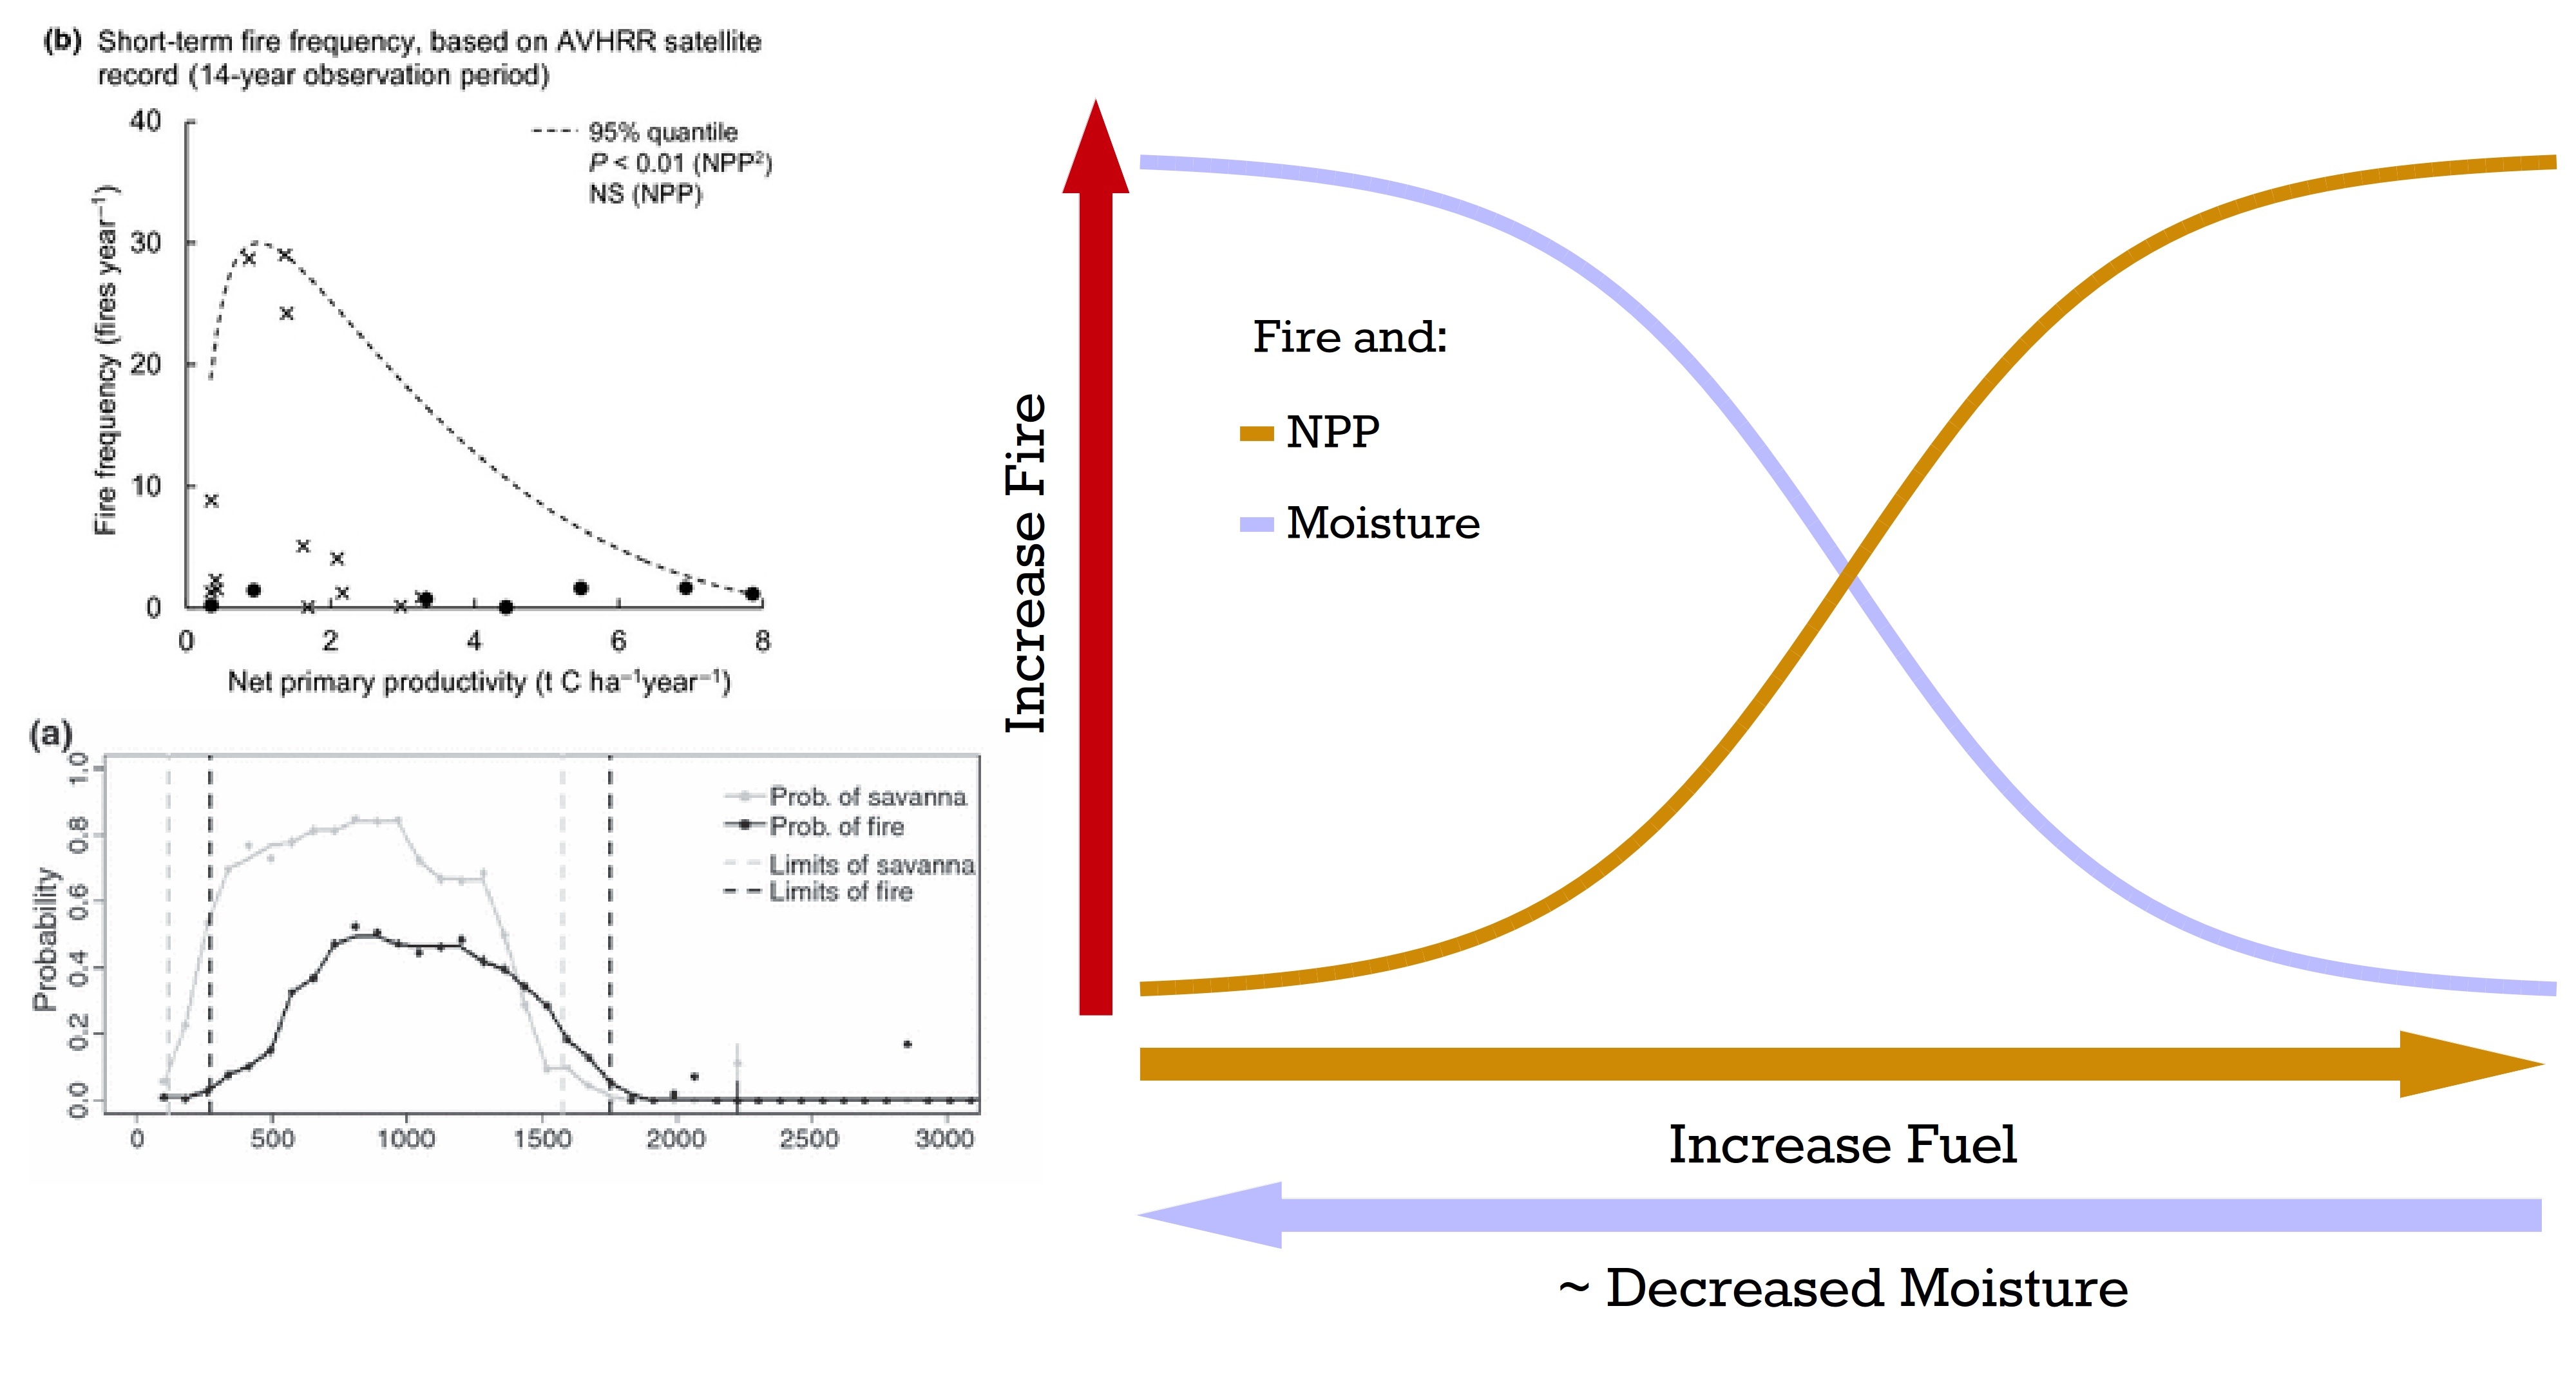 (b) Short-term fire frequency, based on AVHRR satellite
record (14-year observation period)
40
30
20
10
0
Fire frequency (fires year⁻¹)
95% quantile
P < 0.01 (NPP²)
NS (NPP)
0 2 4 6 8
Net primary productivity (t C ha⁻¹year⁻¹)
(a)
1.0
0.8
0.6
0.4
0.2
0.0
Probability
Prob. of savanna
Prob. of fire
Limits of savanna
Limits of fire
0 500 1000 1500 2000 2500 3000
Increase Fire
Fire and:
NPP
Moisture
Increase Fuel
~ Decreased Moisture